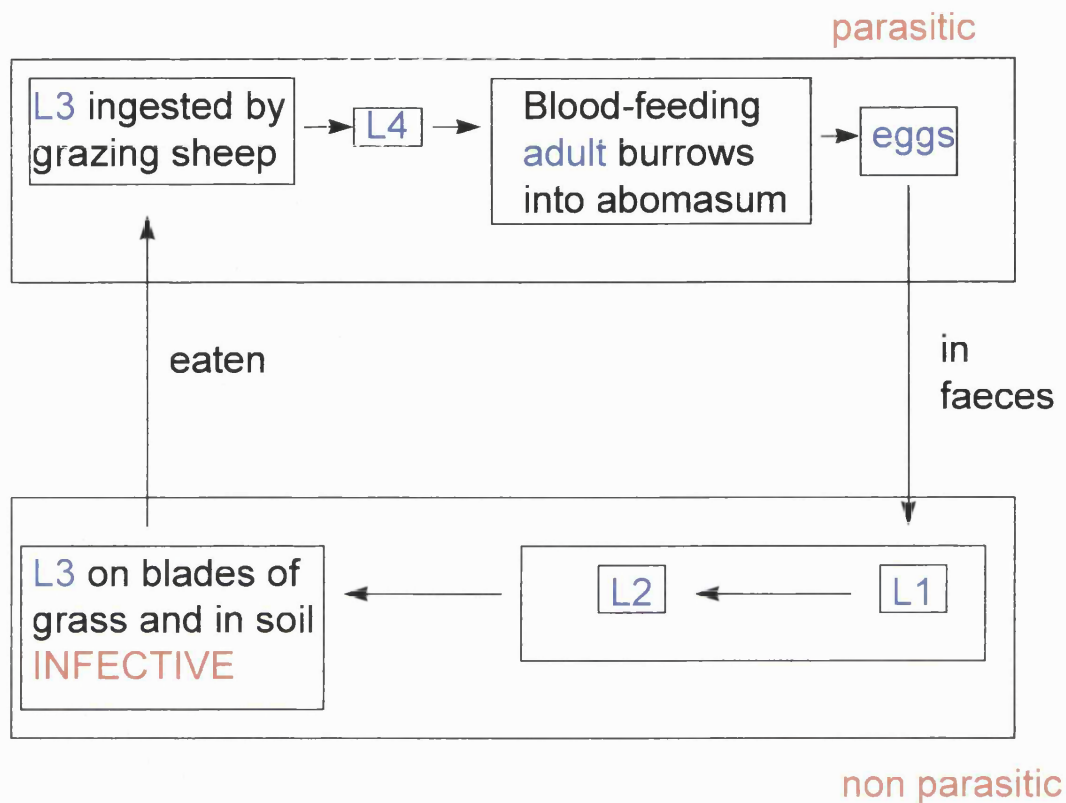 parasitic
L3 ingested by
grazing sheep
L4
Blood-feeding
adult burrows
into abomasum
eggs
eaten
in
faeces
L3 on blades of
grass and in soil
INFECTIVE
L2
L1
non parasitic